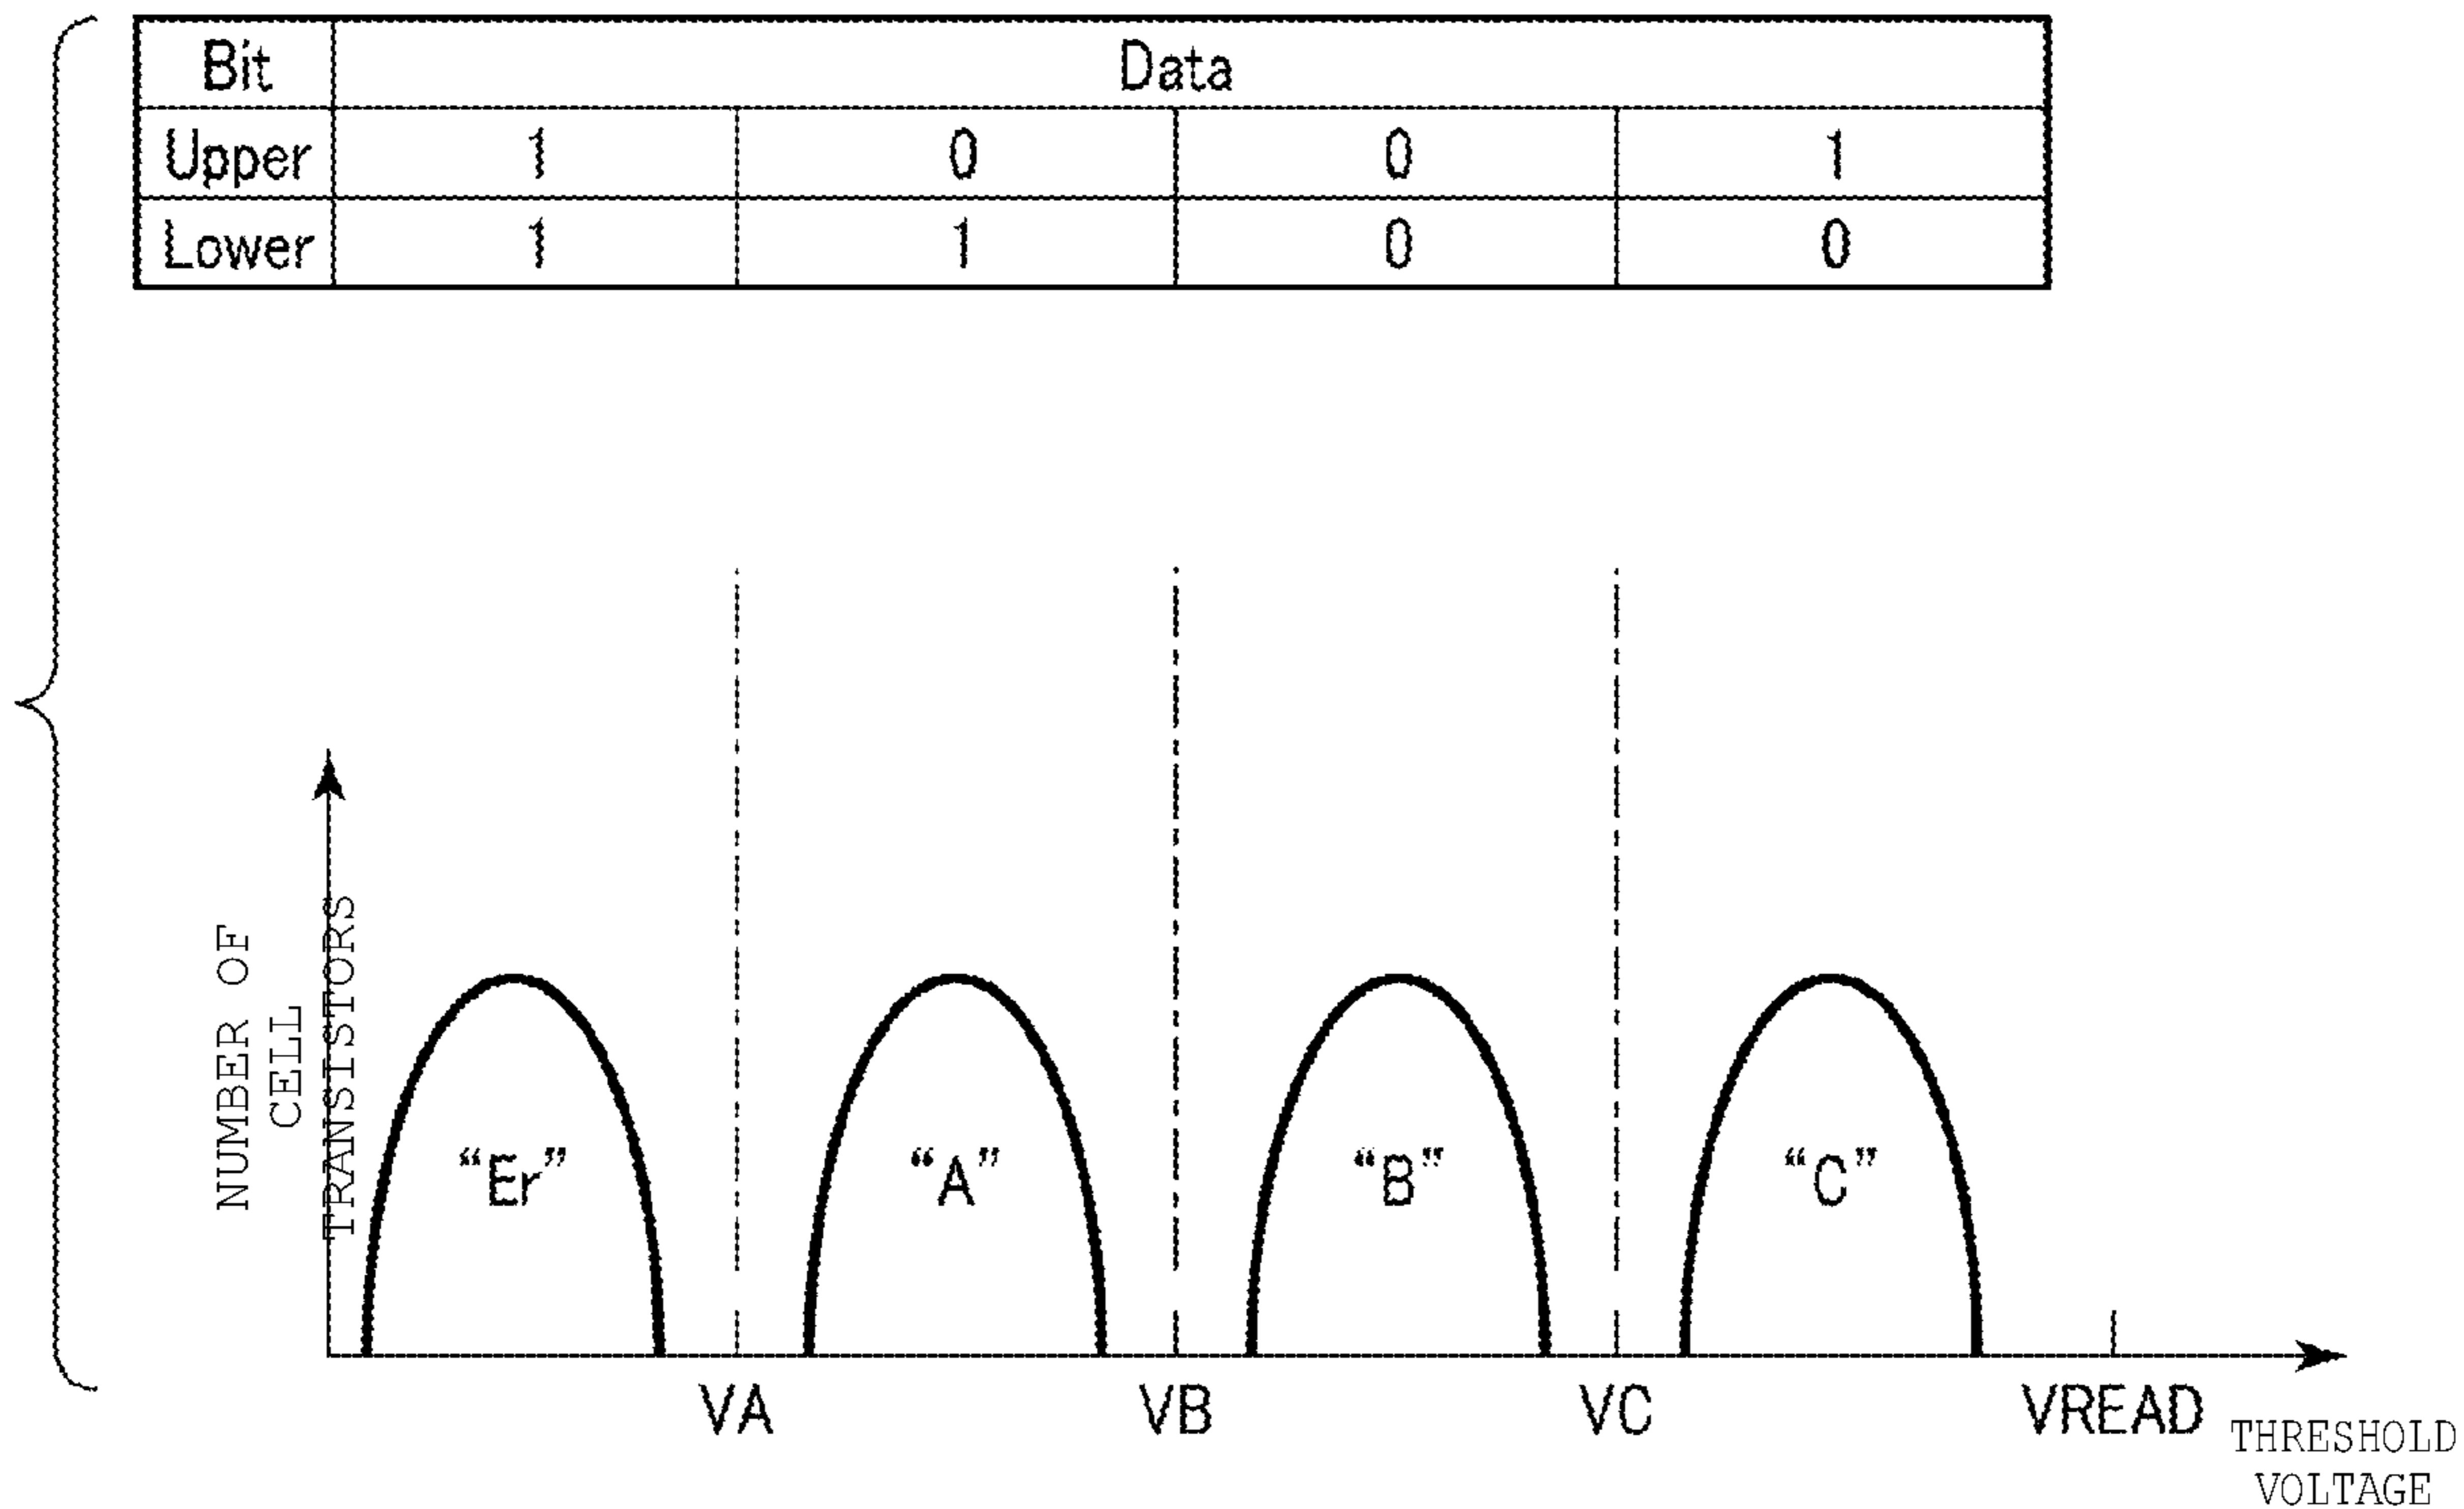 Bit Data
Upper 1 0 0 1
Lower 1 1 0 0
NUMBER OF
CELL
TRANSISTORS
“Er” “A” “B” “C”
VA VB VC VREAD
THRESHOLD
VOLTAGE